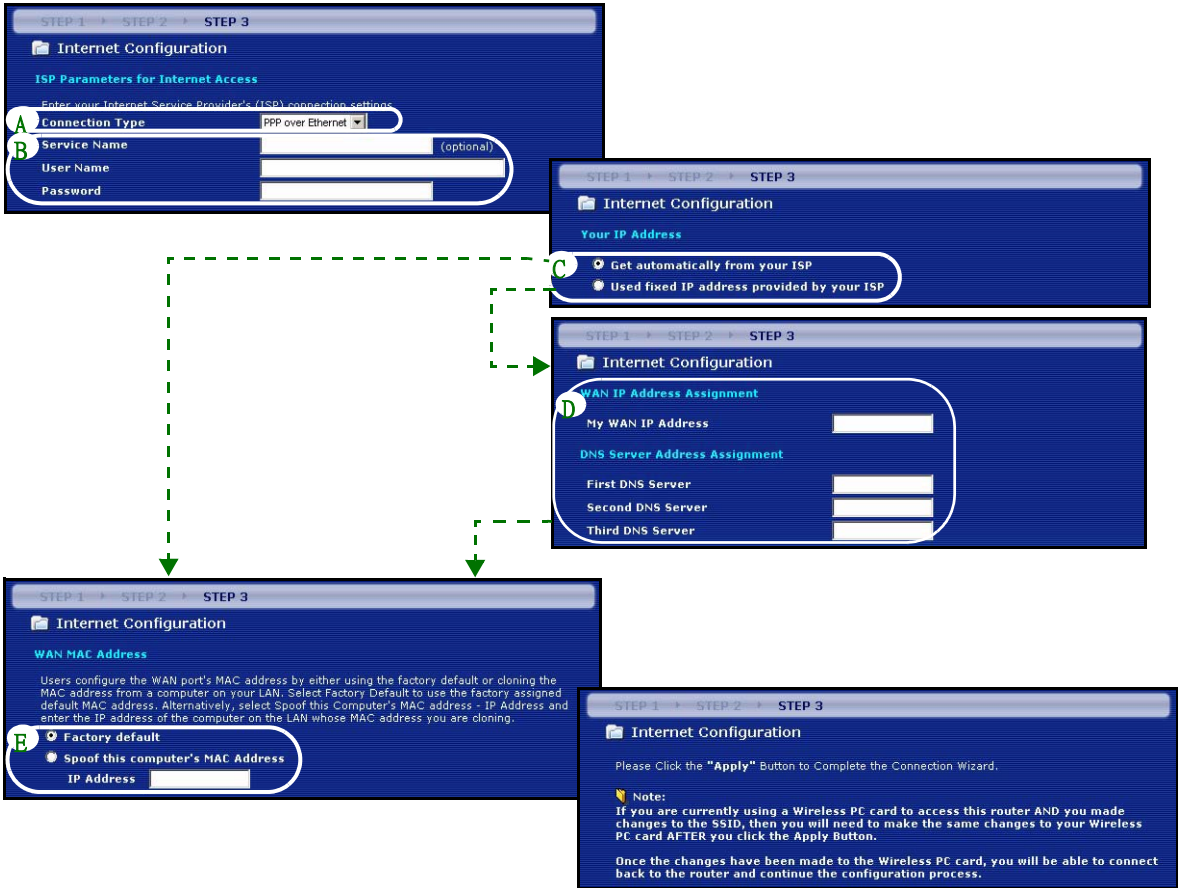 STEP 1 STEP 2 STEP 3
Internet Configuration
ISP Parameters for Internet Access
Enter your Internet Service Provider's (ISP) connection settings
A
Connection Type PPP over Ethernet
B
Service Name (optional)
User Name
Password
STEP 1 STEP 2 STEP 3
Internet Configuration
Your IP Address
C
Get automatically from your ISP
Used fixed IP address provided by your ISP
STEP 1 STEP 2 STEP 3
Internet Configuration
WAN IP Address Assignment
D
My WAN IP Address
DNS Server Address Assignment
First DNS Server
Second DNS Server
Third DNS Server
STEP 1 STEP 2 STEP 3
Internet Configuration
WAN MAC Address
Users configure the WAN port's MAC address by either using the factory default or cloning the
MAC address from a computer on your LAN. Select Factory Default to use the factory assigned
default MAC address. Alternatively, select Spoof this Computer's MAC address - IP Address and
enter the IP address of the computer on the LAN whose MAC address you are cloning.
E
Factory default
Spoof this computer's MAC Address
IP Address
STEP 1 STEP 2 STEP 3
Internet Configuration
Please Click the "Apply" Button to Complete the Connection Wizard.
Note:
If you are currently using a Wireless PC card to access this router AND you made
changes to the SSID, then you will need to make the same changes to your Wireless
PC card AFTER you click the Apply Button.
Once the changes have been made to the Wireless PC card, you will be able to connect
back to the router and continue the configuration process.